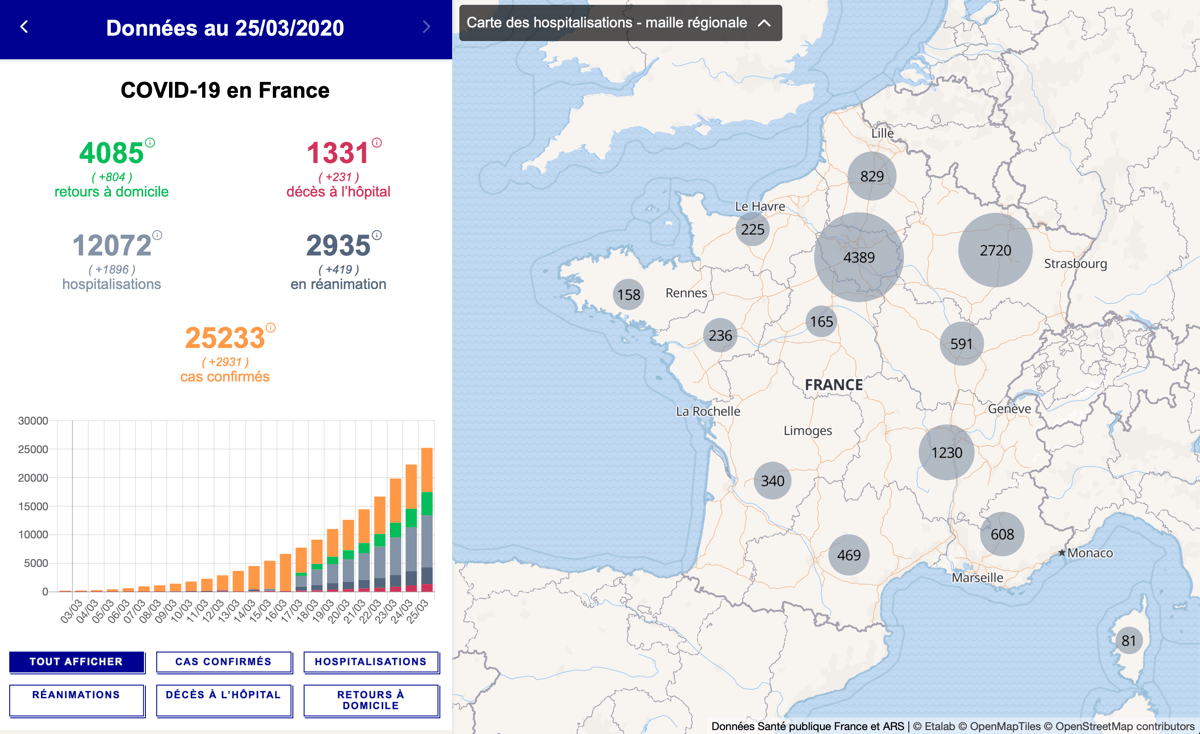 Données au 25/03/2020
COVID-19 en France
4085
( +804 )
retours à domicile
1331
( +231 )
décès à l'hôpital
12072
( +1896 )
hospitalisations
2935
( +419 )
en réanimation
25233
( +2931 )
cas confirmés
30000
25000
20000
15000
10000
5000
0
03/03
04/03
05/03
06/03
07/03
08/03
09/03
10/03
11/03
12/03
13/03
14/03
15/03
16/03
17/03
18/03
19/03
20/03
21/03
22/03
23/03
24/03
25/03
TOUT AFFICHER
CAS CONFIRMÉS
HOSPITALISATIONS
RÉANIMATIONS
DÉCÈS À L'HÔPITAL
RETOURS À
DOMICILE
Carte des hospitalisations - maille régionale
Lille
829
Le Havre
225
4389
2720
Strasbourg
158
Rennes
165
236
591
FRANCE
La Rochelle
Genève
Limoges
1230
340
608
469
Monaco
Marseille
81
Données Santé publique France et ARS | © Etalab © OpenMapTiles © OpenStreetMap contributors